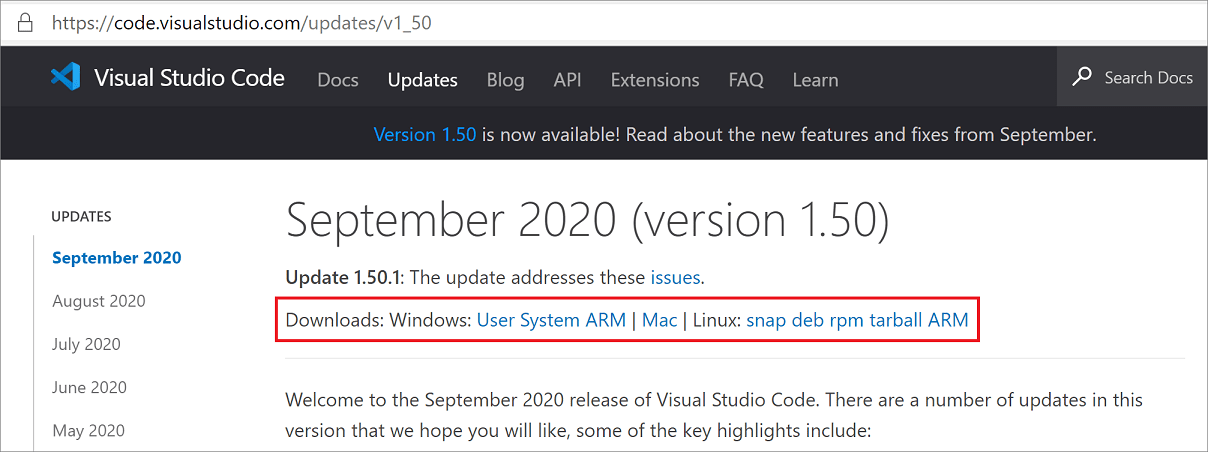 https://code.visualstudio.com/updates/v1_50
Visual Studio Code Docs Updates Blog API Extensions FAQ Learn Search Docs
Version 1.50 is now available! Read about the new features and fixes from September.
UPDATES
September 2020
August 2020
July 2020
June 2020
May 2020
September 2020 (version 1.50)
Update 1.50.1: The update addresses these issues.
Downloads: Windows: User System ARM | Mac | Linux: snap deb rpm tarball ARM
Welcome to the September 2020 release of Visual Studio Code. There are a number of updates in this
version that we hope you will like, some of the key highlights include: